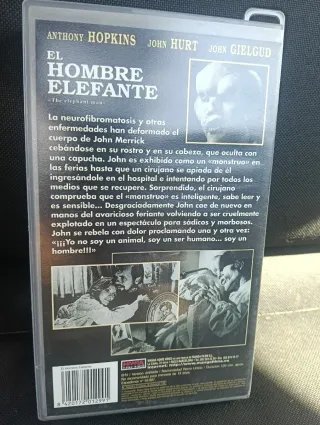 ANTHONY HOPKINS JOHN HURT JOHN GIELGUD
EL
HOMBRE
ELEFANTE
«The elephant man»
La neurofibromatosis y otras
enfermedades han deformado el
cuerpo de John Merrick
cebándose en su rostro y en su cabeza, que oculta con
una capucha. John es exhibido como un «monstruo» en
las ferias hasta que un cirujano se apiada de él
ingresándole en el hospital e intentando por todos los
medios que se recupere. Sorprendido, el cirujano
comprueba que el «monstruo» es inteligente, sabe leer y
es sensible... Desgraciadamente John cae de nuevo en
manos del avaricioso feriante volviendo a ser cruelmente
explotado en un espectáculo para sádicos y morbosos.
John se rebela con dolor proclamando una y otra vez:
«¡¡¡Yo no soy un animal, soy un ser humano... soy un
hombre!!!»